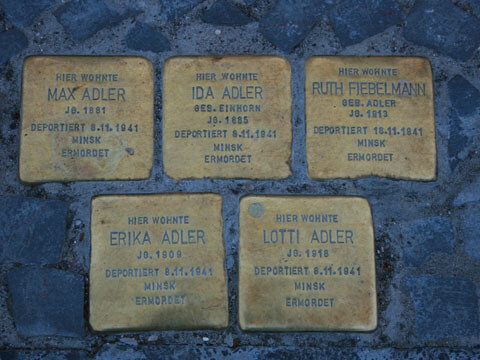 HIER WOHNTE
MAX ADLER
JG. 1881
DEPORTIERT 8.11.1941
MINSK
ERMORDET
HIER WOHNTE
IDA ADLER
GEB. EINHORN
JG. 1885
DEPORTIERT 8.11.1941
MINSK
ERMORDET
HIER WOHNTE
RUTH FIEBELMANN
GEB. ADLER
JG. 1913
DEPORTIERT 18.11.1941
MINSK
ERMORDET
HIER WOHNTE
ERIKA ADLER
JG. 1909
DEPORTIERT 8.11.1941
MINSK
ERMORDET
HIER WOHNTE
LOTTI ADLER
JG. 1915
DEPORTIERT 8.11.1941
MINSK
ERMORDET